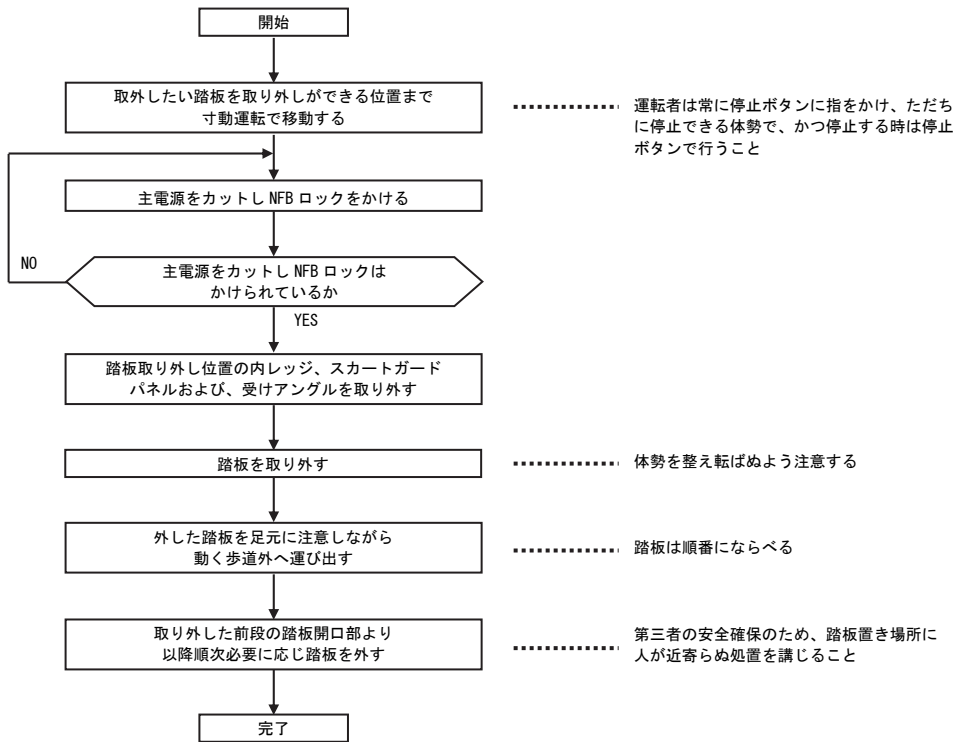 開始
取外したい踏板を取り外しができる位置まで
寸動運転で移動する
運転者は常に停止ボタンに指をかけ、ただち
に停止できる体勢で、かつ停止する時は停止
ボタンで行うこと
主電源をカットし NFB ロックをかける
主電源をカットし NFB ロックは
かけられているか
NO
YES
踏板取り外し位置の内レッジ、スカートガード
パネルおよび、受けアングルを取り外す
踏板を取り外す
体勢を整え転ばぬよう注意する
外した踏板を足元に注意しながら
動く歩道外へ運び出す
踏板は順番にならべる
取り外した前段の踏板開口部より
以降順次必要に応じ踏板を外す
第三者の安全確保のため、踏板置き場所に
人が近寄らぬ処置を講じること
完了